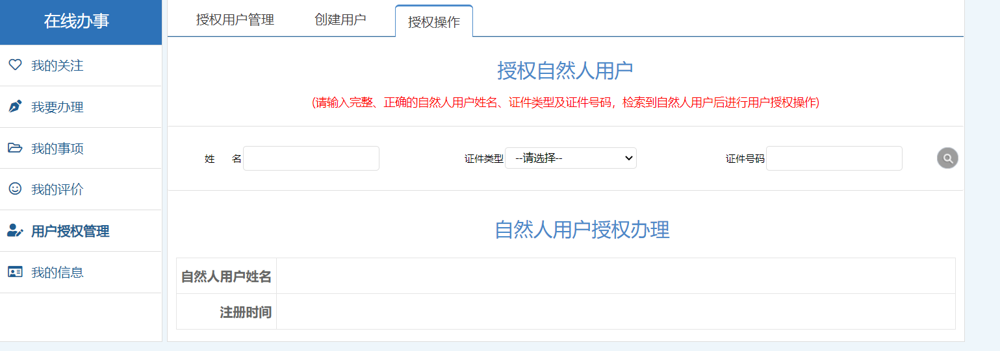 在线办事
我的关注
我要办理
我的事项
我的评价
用户授权管理
我的信息
授权用户管理 创建用户 授权操作
授权自然人用户
(请输入完整、正确的自然人用户姓名、证件类型及证件号码，检索到自然人用户后进行用户授权操作)
姓 名 证件类型 --请选择-- 证件号码
自然人用户授权办理
自然人用户姓名
注册时间